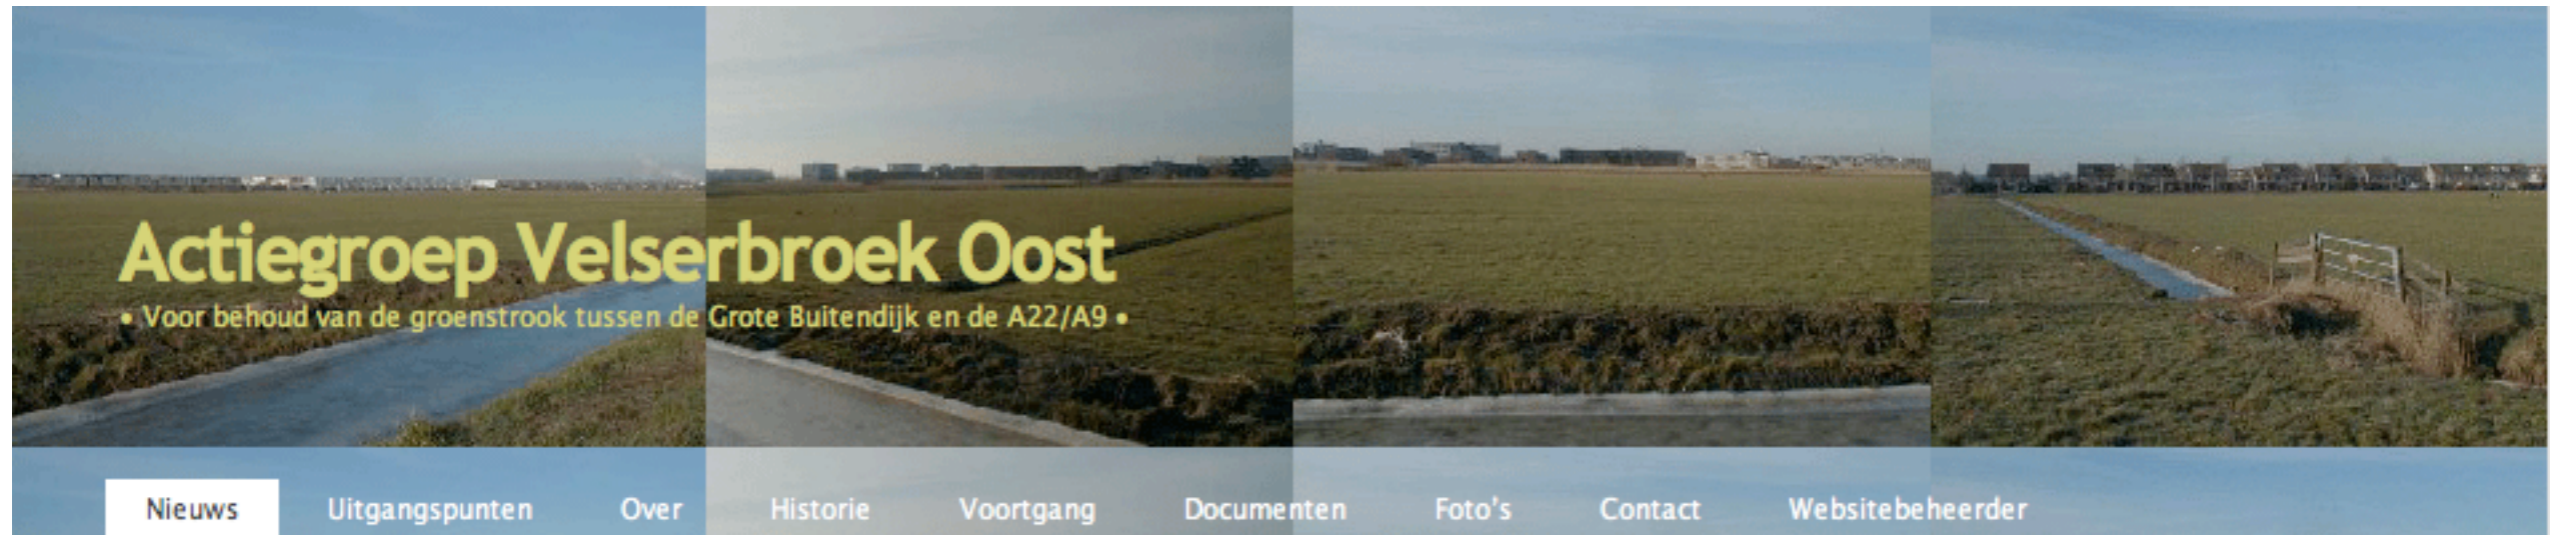 Actiegroep Velserbroek Oost
• Voor behoud van de groenstrook tussen de Grote Buitendijk en de A22/A9 •
Nieuws Uitgangspunten Over Historie Voortgang Documenten Foto's Contact Websitebeheerder